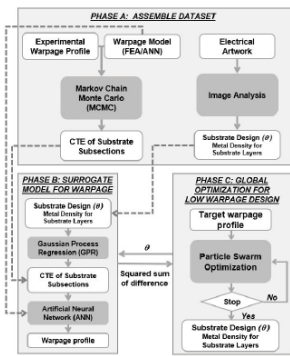 PHASE A: ASSEMBLE DATASET
Experimental
Warpage Profile
Warpage Model
(FEA/ANN)
Electrical
Artwork
Markov Chain
Monte Carlo
(MCMC)
Image Analysis
CTE of Substrate
Subsections
Substrate Design (θ)
Metal Density for
Substrate Layers
PHASE B: SURROGATE
MODEL FOR WARPAGE
Substrate Design (θ)
Metal Density for
Substrate Layers
Gaussian Process
Regression (GPR)
CTE of Substrate
Subsections
Artificial Neural
Network (ANN)
Warpage profile
θ
Squared sum
of difference
PHASE C: GLOBAL
OPTIMIZATION FOR
LOW WARPAGE DESIGN
Target warpage
profile
Particle Swarm
Optimization
Stop
No
Yes
Substrate Design (θ)
Metal Density for
Substrate Layers